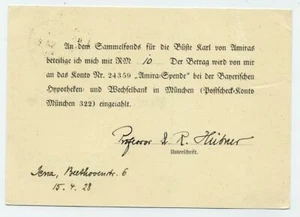 An dem Sammelfonds für die Büste Karl von Amiras
beteilige ich mich mit RM 10 Der Betrag wird von mir
an das Konto Nr. 24359 „Amira-Spende" bei der Bayerischen
Hypotheken- und Wechselbank in München (Postscheck-Konto
München 322) eingezahlt.
Professor D. R. Hübner
Unterschrift.
Jena, Beethovenstr. 6
15. 4. 28